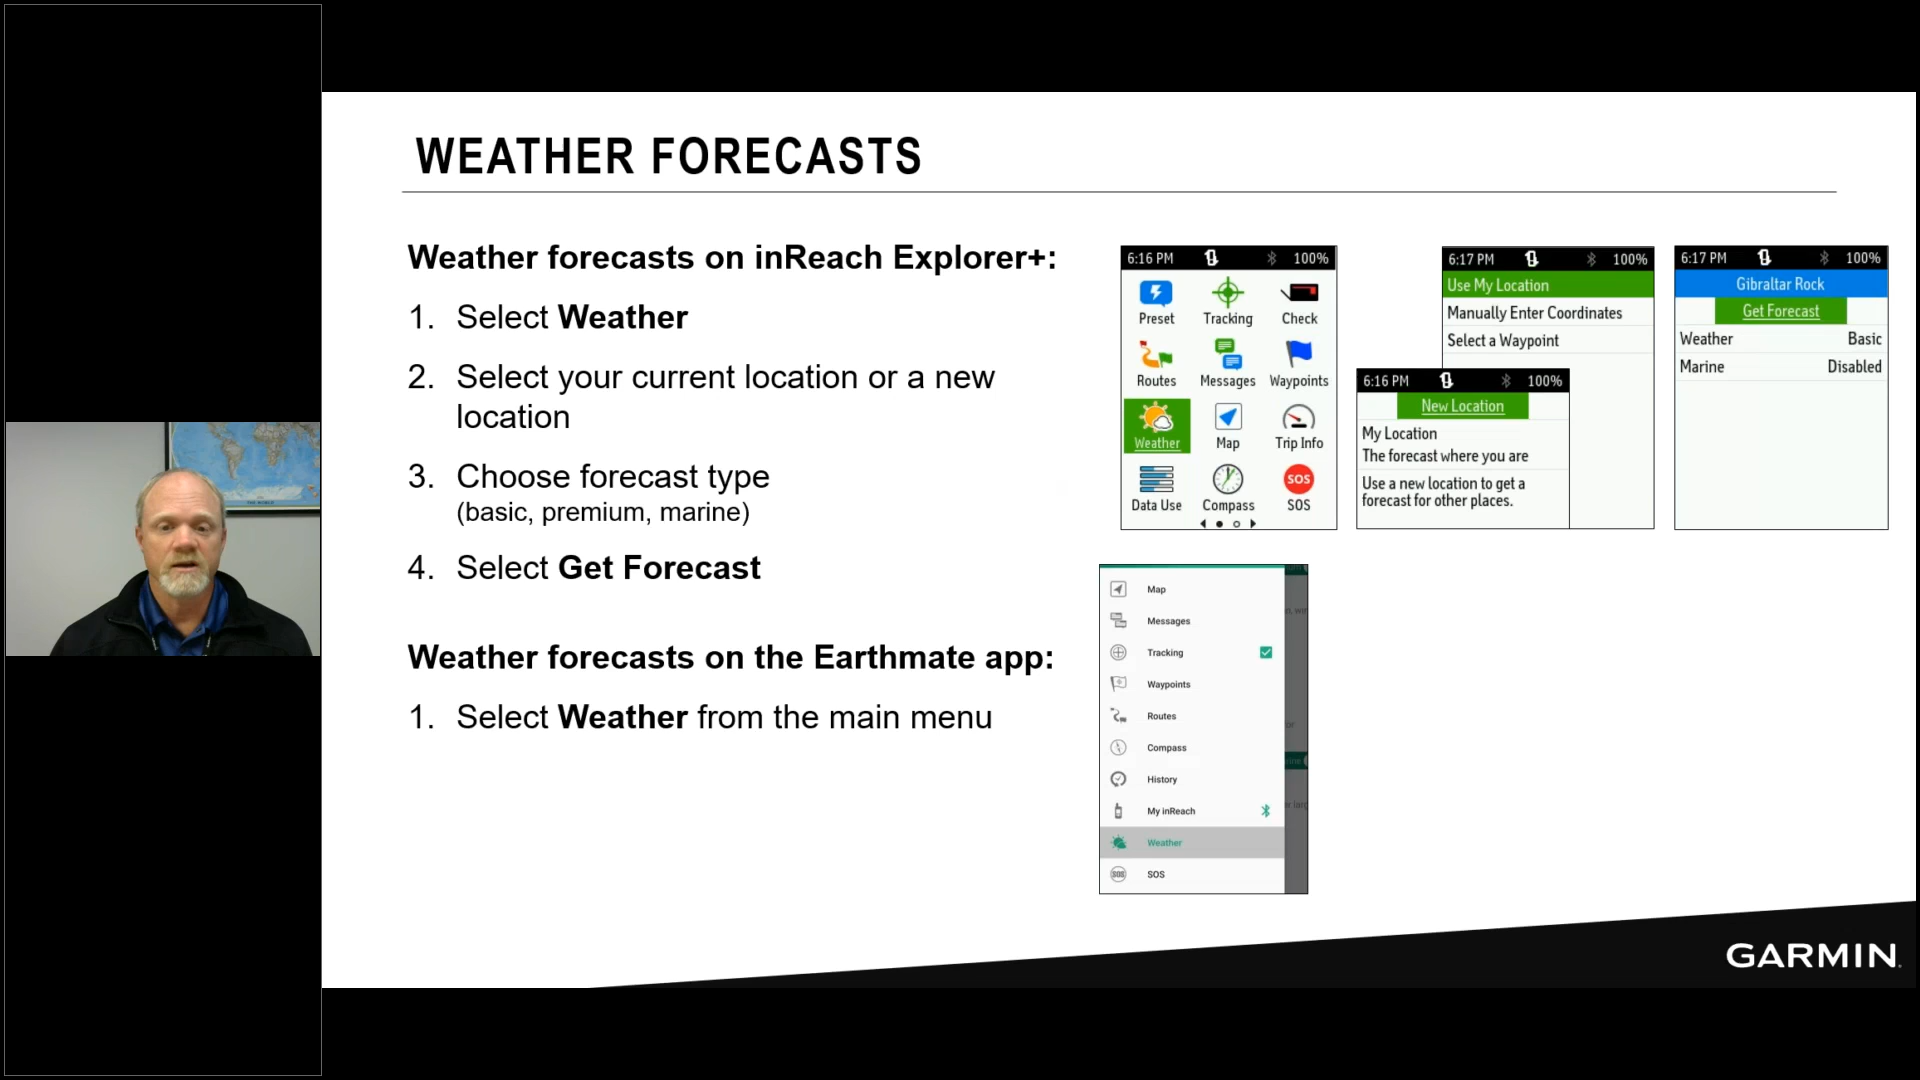 WEATHER FORECASTS
Weather forecasts on inReach Explorer+:
1. Select Weather
2. Select your current location or a new
location
3. Choose forecast type
(basic, premium, marine)
4. Select Get Forecast
Weather forecasts on the Earthmate app:
1. Select Weather from the main menu
6:16 PM 100%
Preset Tracking Check
Routes Messages Waypoints
Weather Map Trip Info
SOS
Data Use Compass SOS
6:17 PM 100%
Use My Location
Manually Enter Coordinates
Select a Waypoint
6:16 PM 100%
New Location
My Location
The forecast where you are
Use a new location to get a
forecast for other places.
6:17 PM 100%
Gibraltar Rock
Get Forecast
Weather Basic
Marine Disabled
Map
Messages
Tracking
Waypoints
Routes
Compass
History
My inReach
Weather
SOS SOS
GARMIN